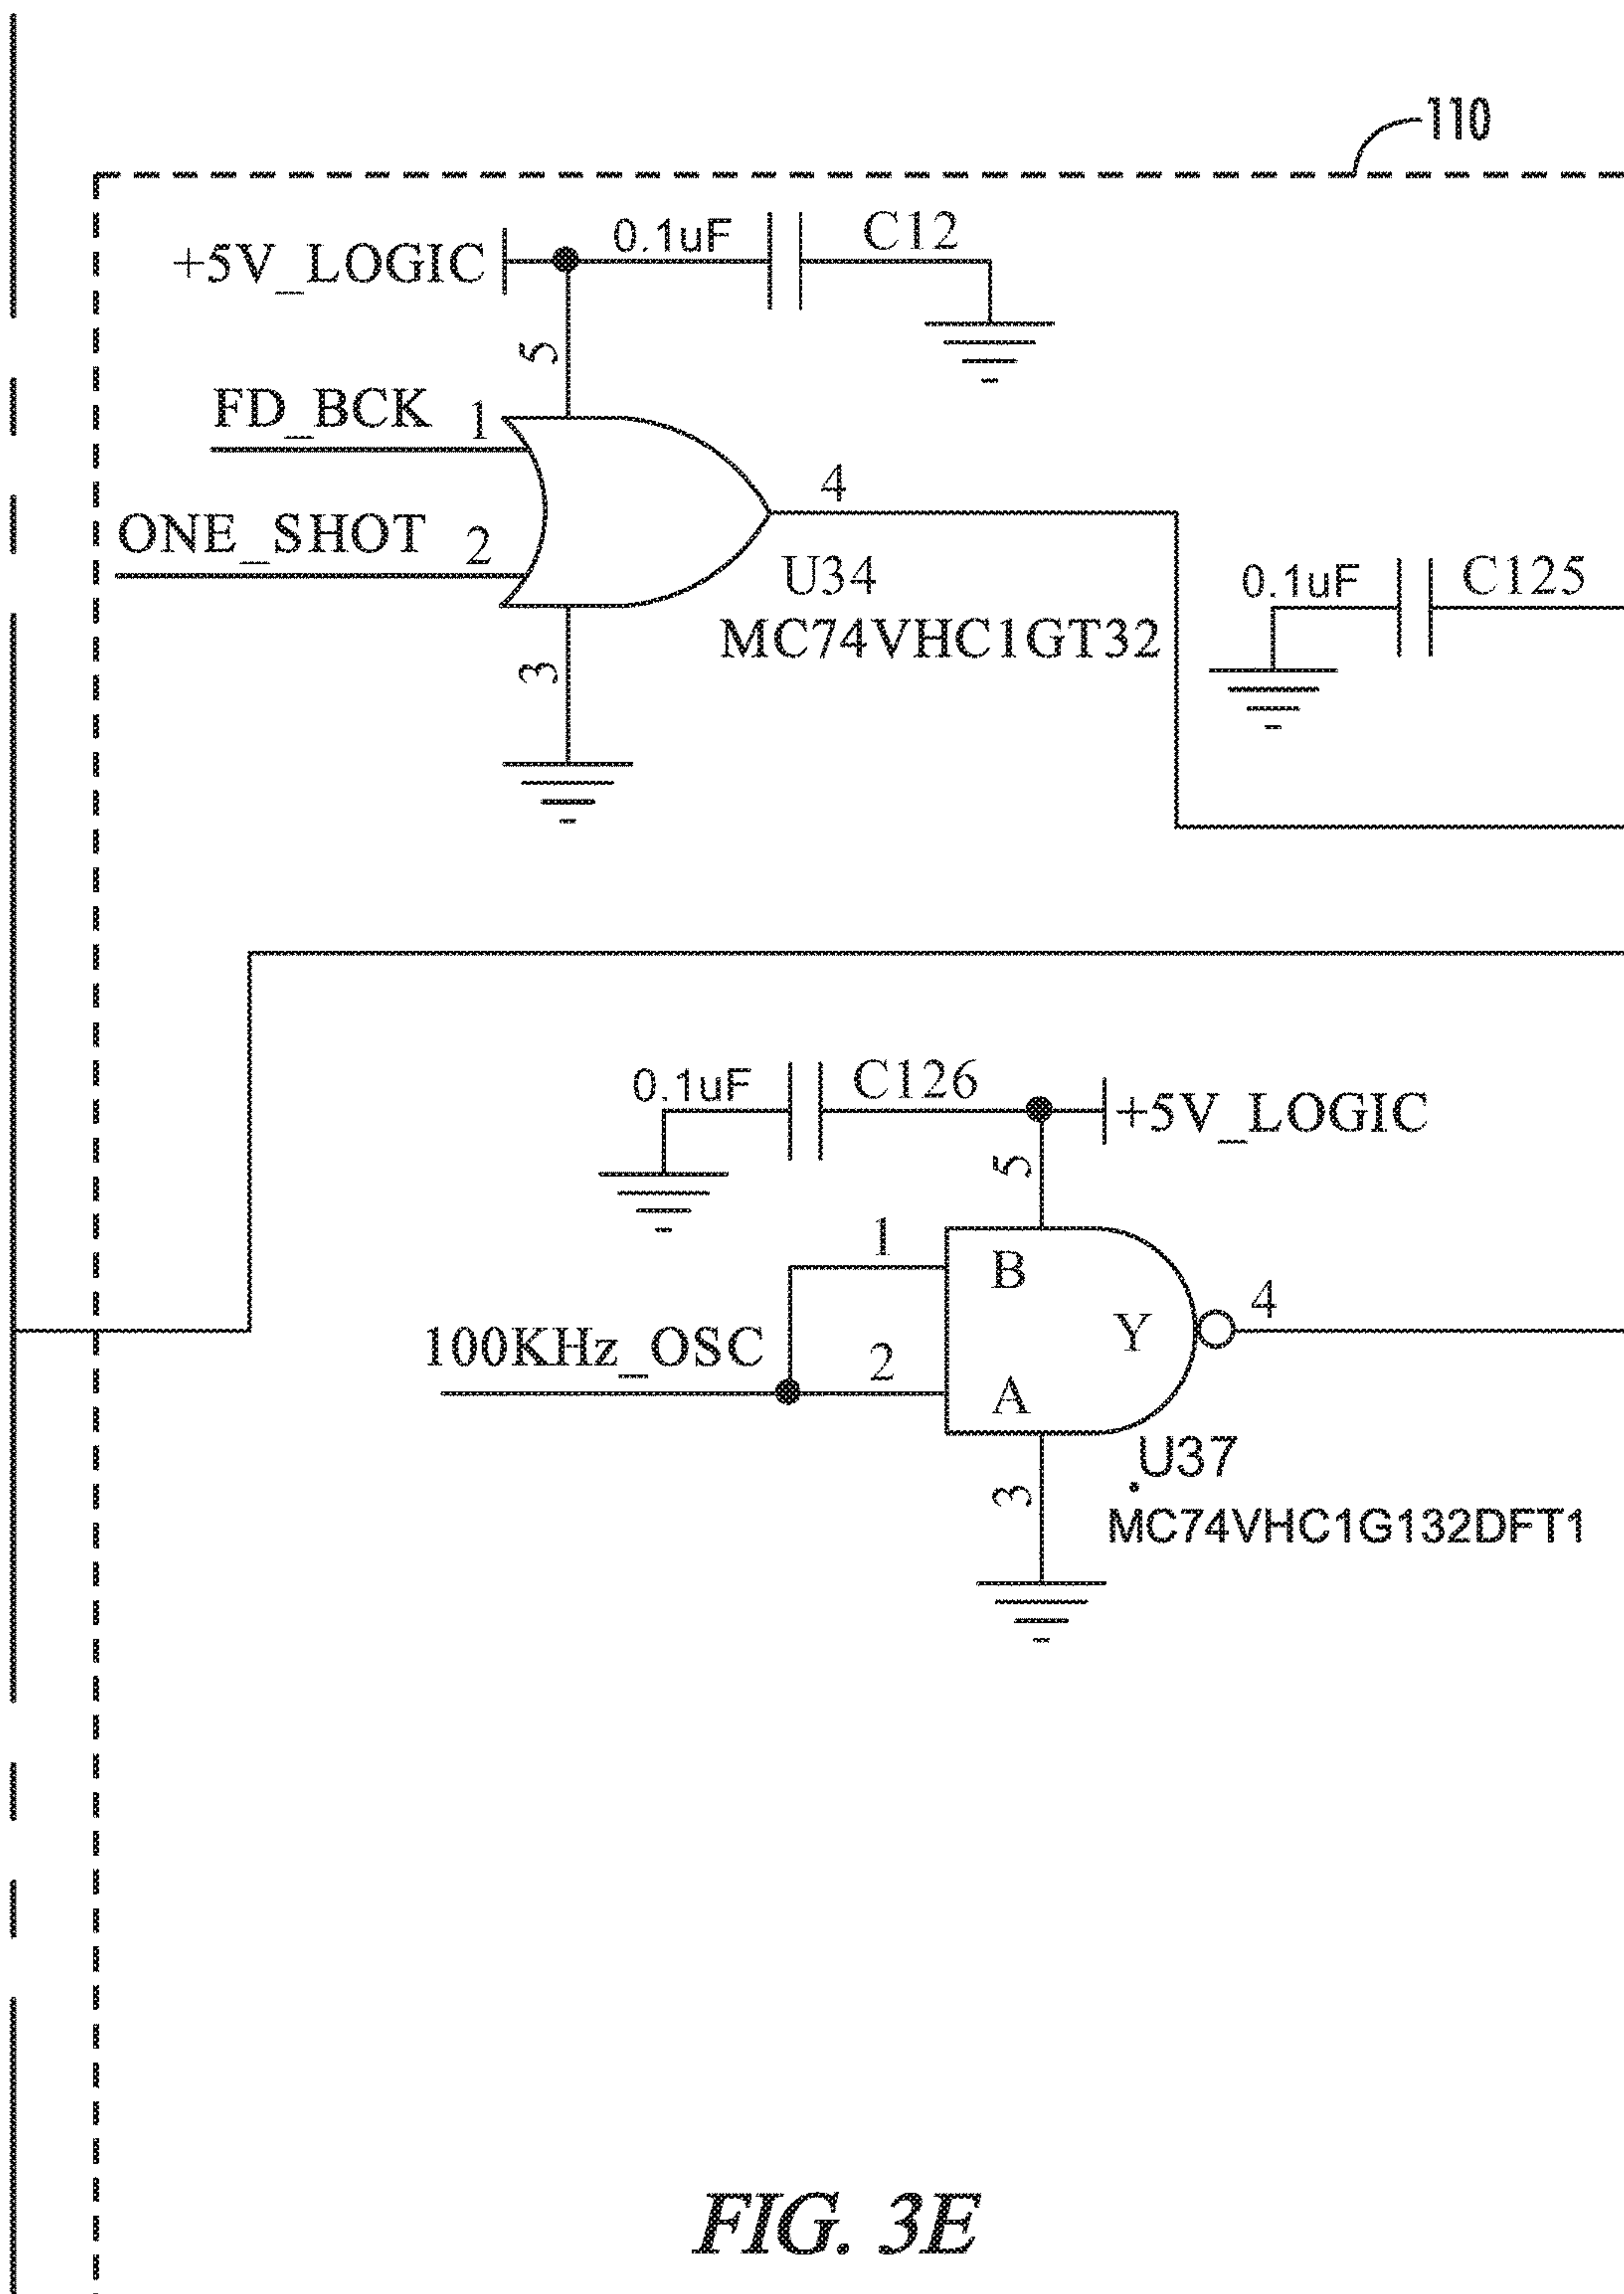 110
+5V_LOGIC
0.1uF
C12
5
FD_BCK
1
ONE_SHOT
2
4
U34
MC74VHC1GT32
3
0.1uF
C125
0.1uF
C126
+5V_LOGIC
5
1
B
100KHz_OSC
2
A
Y
4
3
U37
MC74VHC1G132DFT1
FIG. 3E